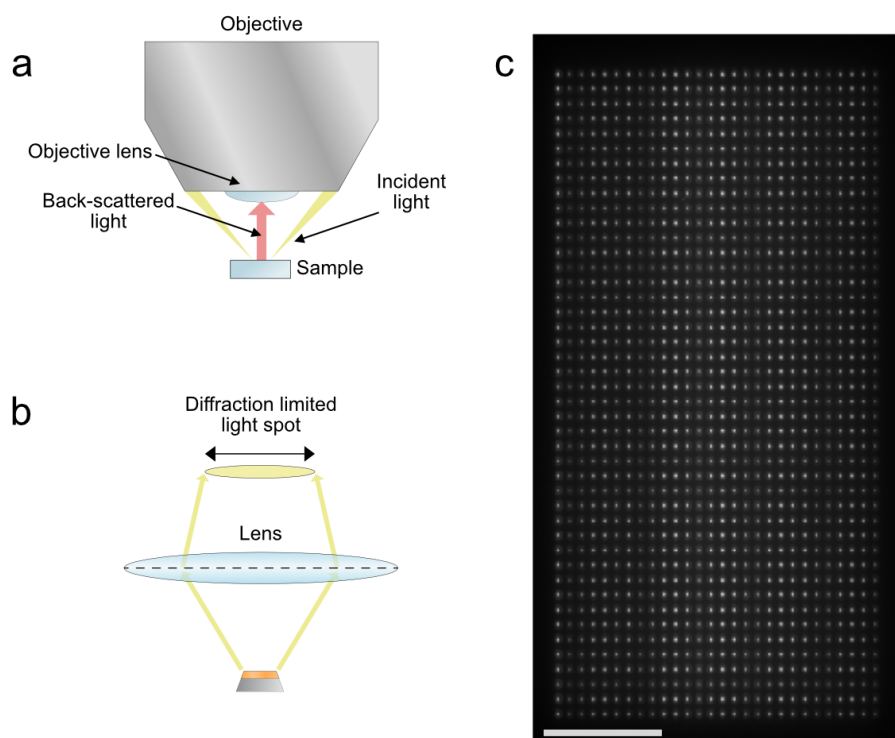 Objective
a
Objective lens
Back-scattered
light
Incident
light
Sample
b
Diffraction limited
light spot
Lens
c